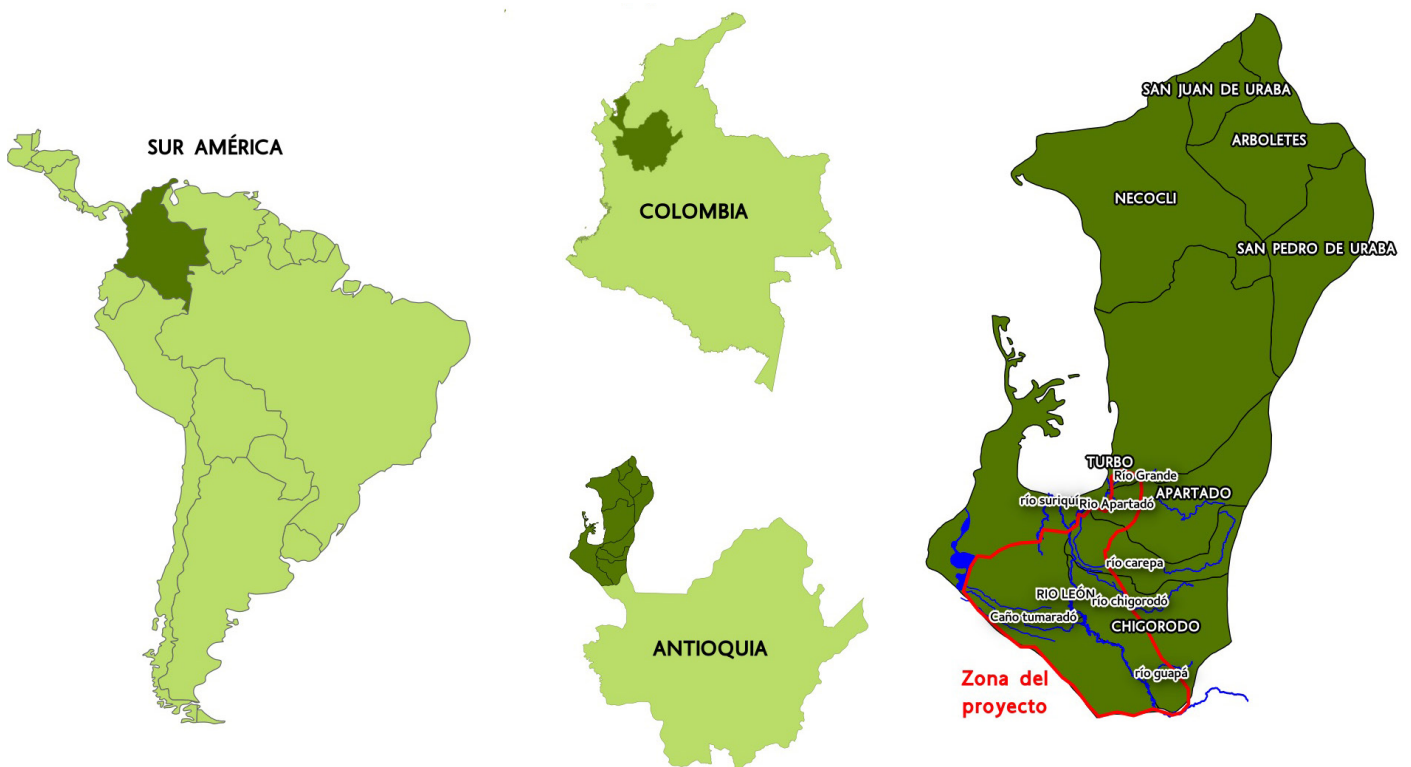 SUR AMÉRICA
COLOMBIA
ANTIOQUIA
SAN JUAN DE URABA
ARBOLETES
NECOCLI
SAN PEDRO DE URABA
TURBO
Río Grande
APARTADO
río suriquí
Rio Apartadó
río carepa
RIO LEÓN
río chigorodó
Caño tumaradó
CHIGORODO
río guapá
Zona del
proyecto